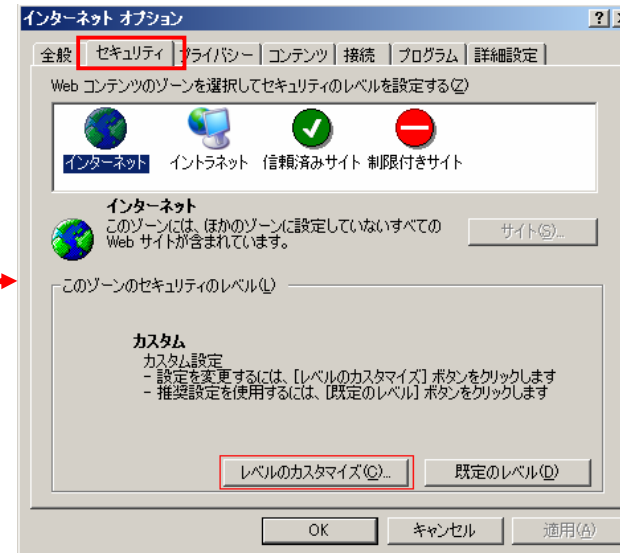 インターネット オプション
全般 セキュリティ プライバシー コンテンツ 接続 プログラム 詳細設定
Web コンテンツのゾーンを選択してセキュリティのレベルを設定する(Z)
インターネット イントラネット 信頼済みサイト 制限付きサイト
インターネット
このゾーンには、ほかのゾーンに設定していないすべての
Web サイトが含まれています。
サイト(S)...
このゾーンのセキュリティのレベル(L)
カスタム
カスタム設定
- 設定を変更するには、[レベルのカスタマイズ] ボタンをクリックします
- 推奨設定を使用するには、[既定のレベル] ボタンをクリックします
レベルのカスタマイズ(C)... 既定のレベル(D)
OK キャンセル 適用(A)